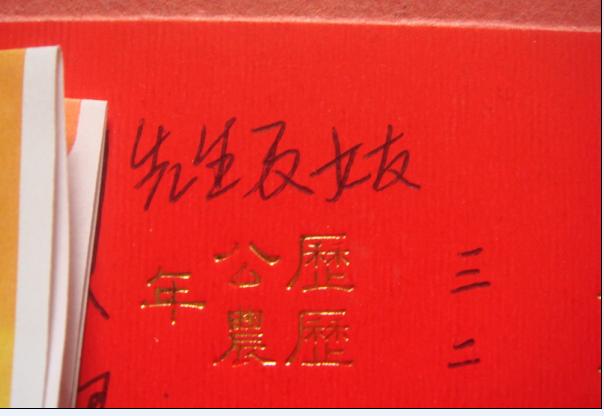 先生及女友
年 公歷 三
農歷 二